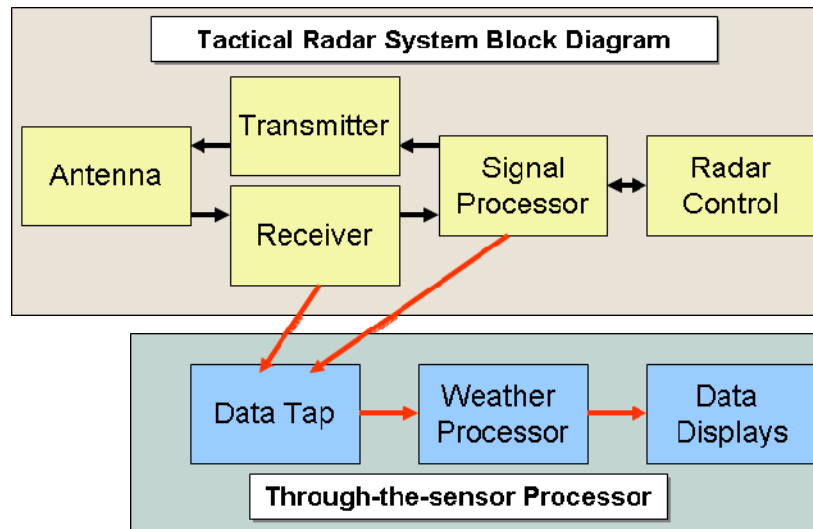 Tactical Radar System Block Diagram
Transmitter
Antenna
Signal
Processor
Radar
Control
Receiver
Data Tap
Weather
Processor
Data
Displays
Through-the-sensor Processor